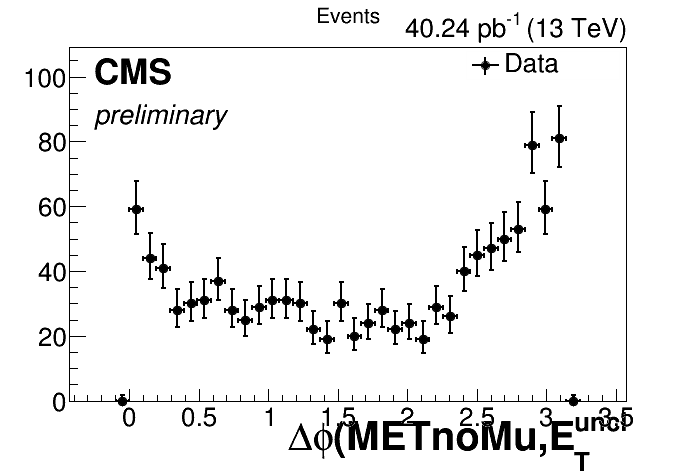 Events
40.24 pb-1 (13 TeV)
CMS
Data
preliminary
100
80
60
40
20
0
0 0.5 1 1.5 2 2.5 3 3.5
Δϕ(METnoMu,ETuncl